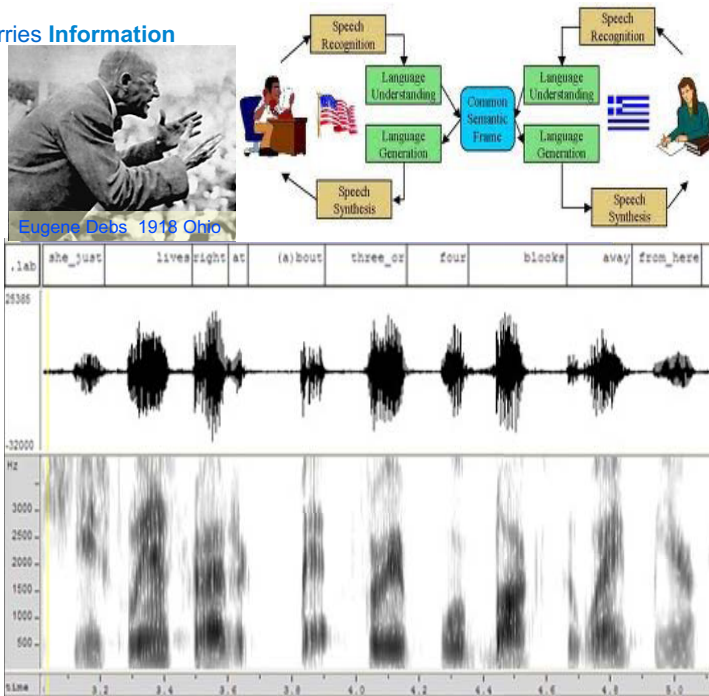 rries Information
Eugene Debs 1918 Ohio
Speech
Recognition
Language
Understanding
Language
Generation
Speech
Synthesis
Common
Semantic
Frame
Speech
Recognition
Language
Understanding
Language
Generation
Speech
Synthesis
.lab she_just lives right at (a)bout three_or four blocks away from_here
-32000
Hz
3000
2500
2000
1500
1000
500
time 3.2 3.4 3.6 3.8 4.0 4.2 4.4 4.6 4.8 5.0